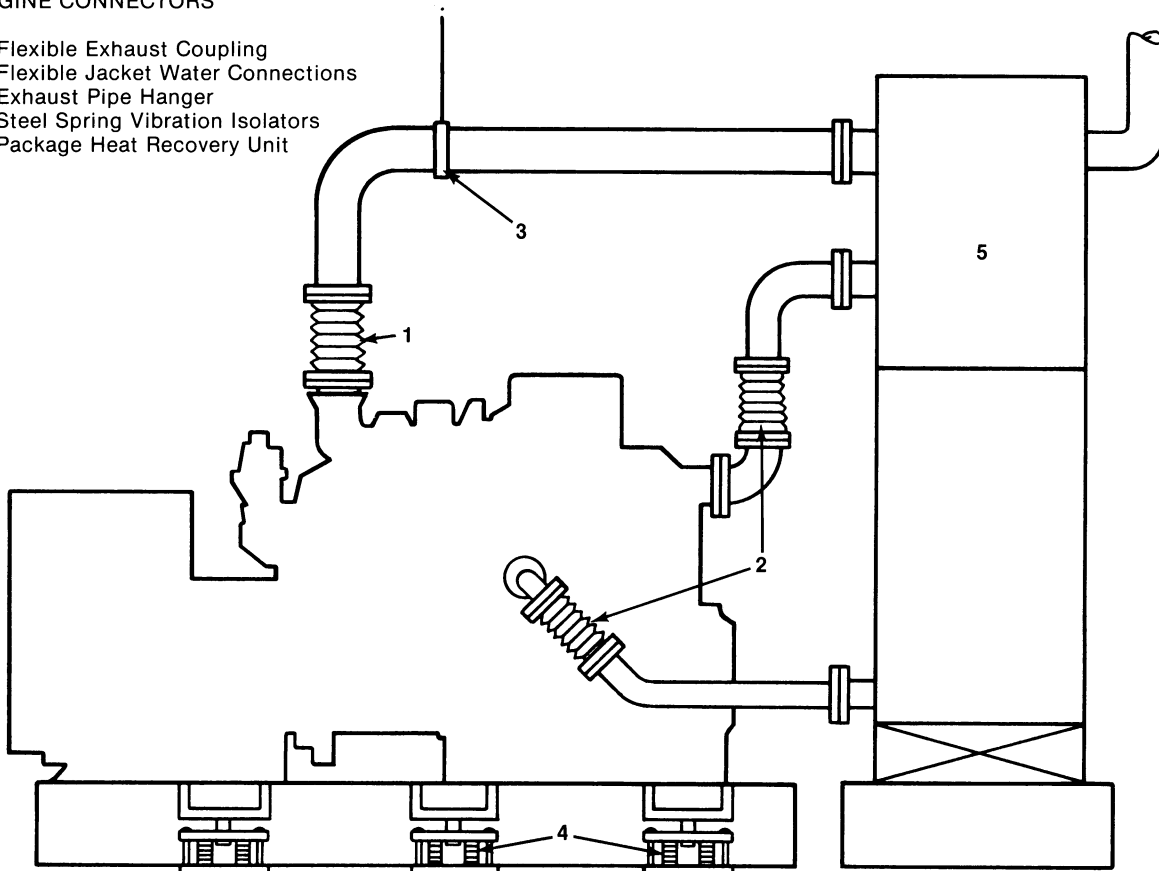 GINE CONNECTORS
Flexible Exhaust Coupling
Flexible Jacket Water Connections
Exhaust Pipe Hanger
Steel Spring Vibration Isolators
Package Heat Recovery Unit
3
5
1
2
4